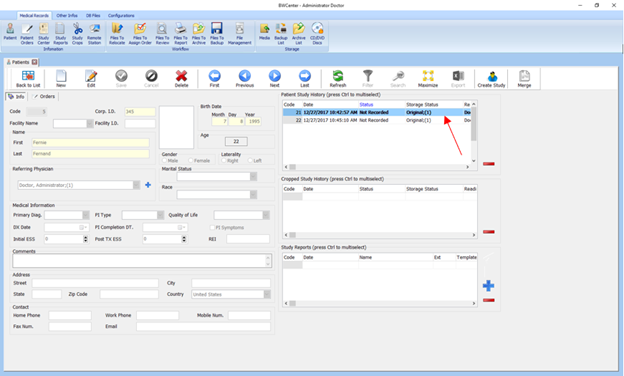 BWCenter - Administrator Doctor
Medical Records Other Infos DB Files Configurations
Patient Patient Orders Study Center Study Reports Study Crops Remote Station Files To Relocate Files To Assign Order Files To Review Files To Report Files To Archive Files To Backup File Management Media Backup List Archive List CD/DVD Discs
Information Workflow Storage
Patients
Back to List New Edit Save Cancel Delete First Previous Next Last Refresh Filter Search Maximize Export Create Study Merge
Info Orders
Code Corp. I.D. 345
Facility Name Facility I.D.
Name
First
Last
Birth Date
Month Day Year
7 8 1995
Age
22
Gender Laterality
Male Female Right Left
Referring Physician
Doctor, Administrator;(1)
Marital Status
Race
Medical Information
Primary Diag. PI Type Quality of Life
DX Date PI Completion DT. PI Symptoms
Initial ESS 0 Post TX ESS 0 REI
Comments
Address
Street City
State Zip Code Country United States
Contact
Home Phone Work Phone Mobile Num.
Fax Num. Email
Patient Study History (press Ctrl to multiselect)
Code Date Status Storage Status Re
21 12/27/2017 10:42:57 AM Not Recorded Original;(1) Do
22 12/27/2017 10:45:10 AM Not Recorded Original;(1) Do
Cropped Study History (press Ctrl to multiselect)
Code Date Status Storage Status Readi
Study Reports (press Ctrl to multiselect)
Code Date Name Ext Template